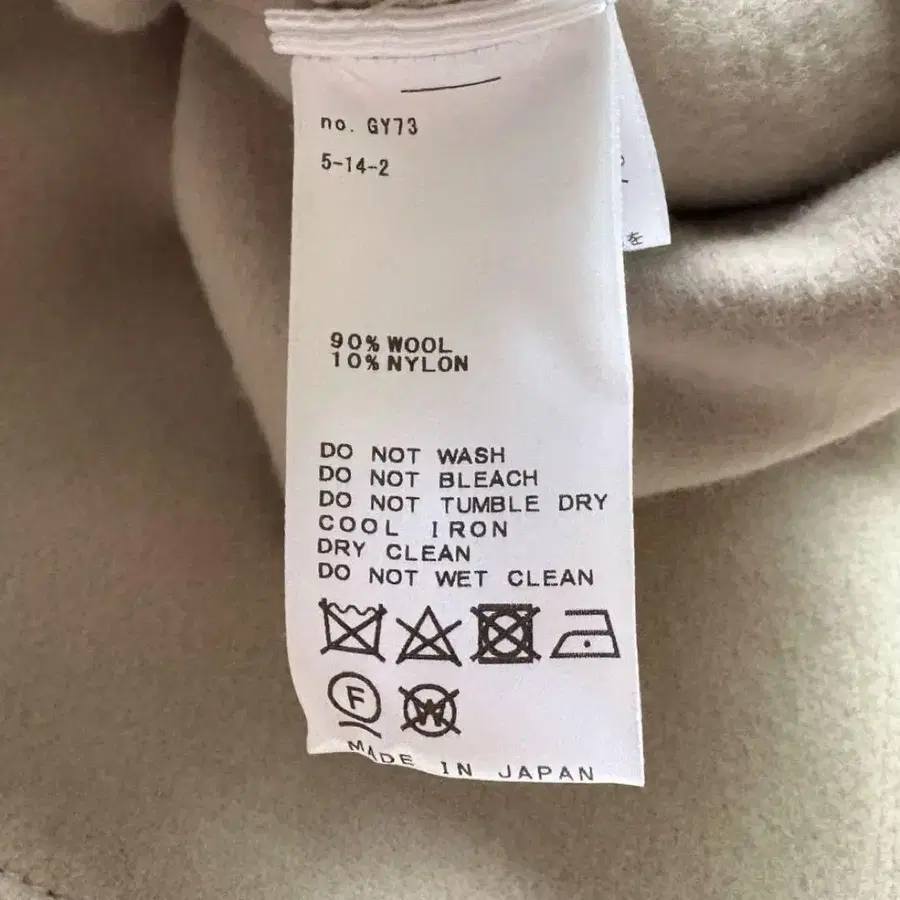 no. GY73
5-14-2
を
90% WOOL
10% NYLON
DO NOT WASH
DO NOT BLEACH
DO NOT TUMBLE DRY
COOL IRON
DRY CLEAN
DO NOT WET CLEAN
F W
MADE IN JAPAN